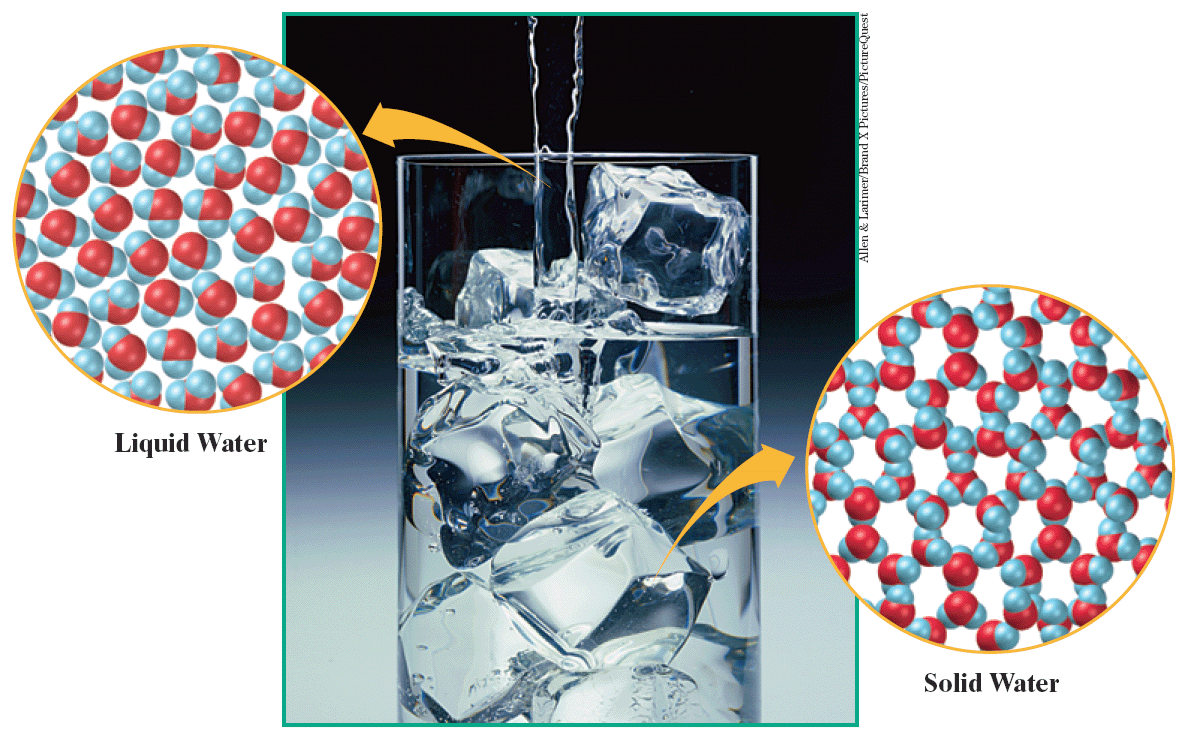 Allen & Larimer/Brand X Pictures/PictureQuest
Liquid Water
Solid Water